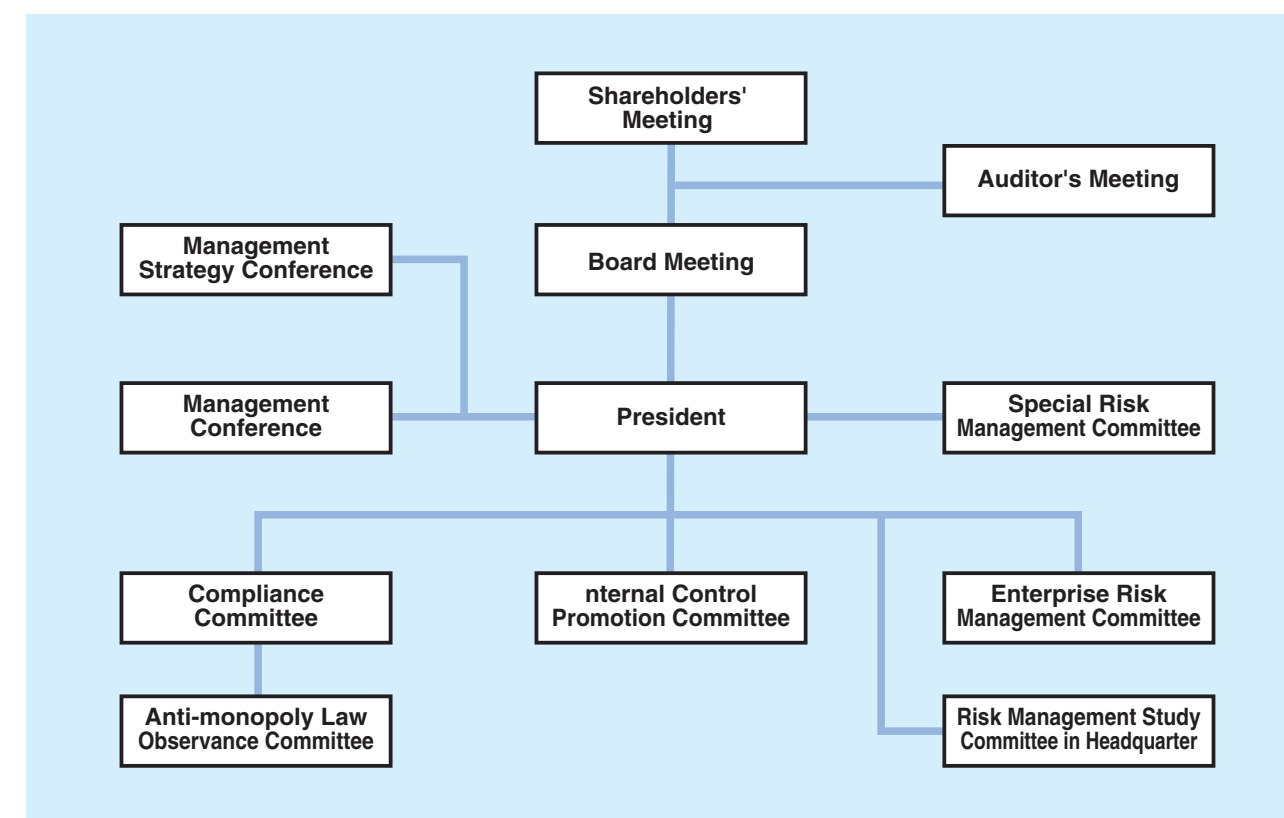 Shareholders'
Meeting
Auditor's Meeting
Management
Strategy Conference
Board Meeting
Management
Conference
President
Special Risk
Management Committee
Compliance
Committee
nternal Control
Promotion Committee
Enterprise Risk
Management Committee
Anti-monopoly Law
Observance Committee
Risk Management Study
Committee in Headquarter